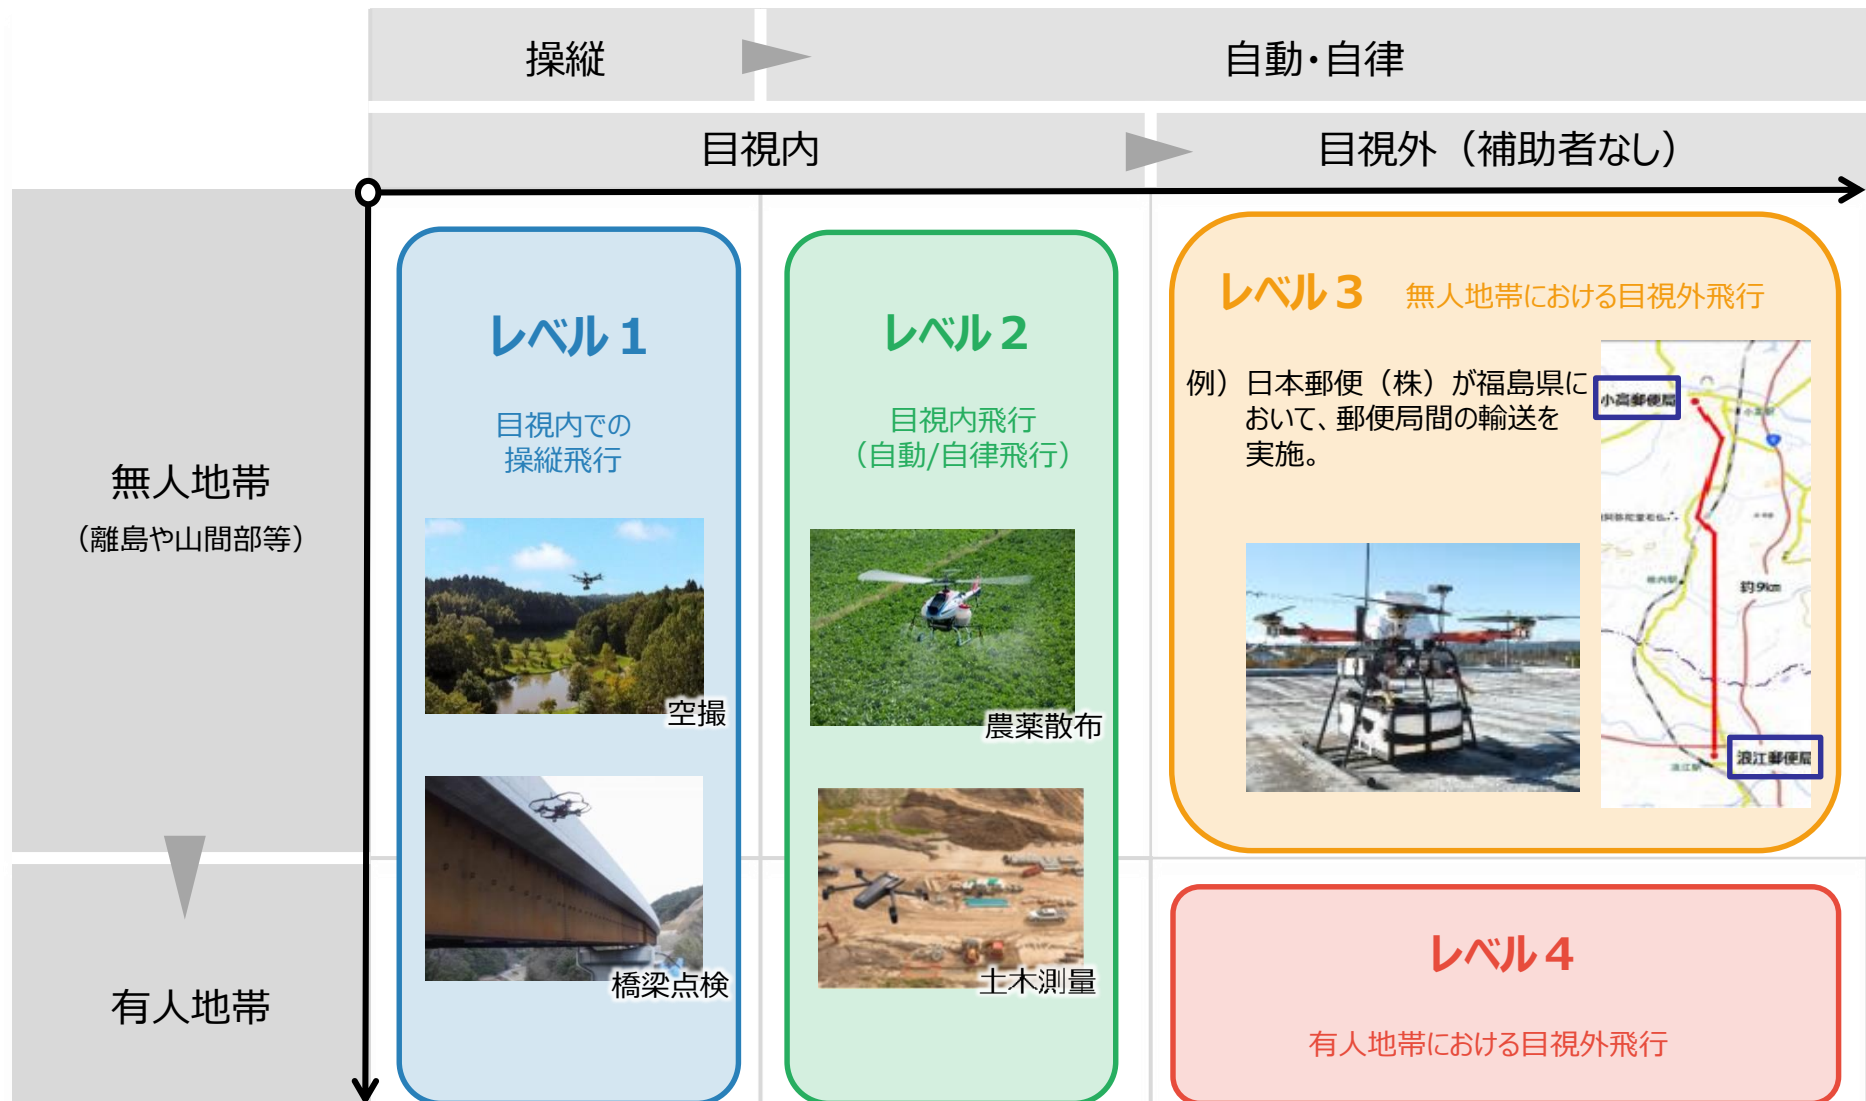 操縦
自動・自律
目視内
目視外（補助者なし）
無人地帯
（離島や山間部等）
有人地帯
レベル１
目視内での
操縦飛行
空撮
橋梁点検
レベル２
目視内飛行
（自動/自律飛行）
農薬散布
土木測量
レベル３
無人地帯における目視外飛行
例）日本郵便（株）が福島県に
おいて、郵便局間の輸送を
実施。
小高郵便局
約9km
浪江郵便局
浪江駅
レベル４
有人地帯における目視外飛行